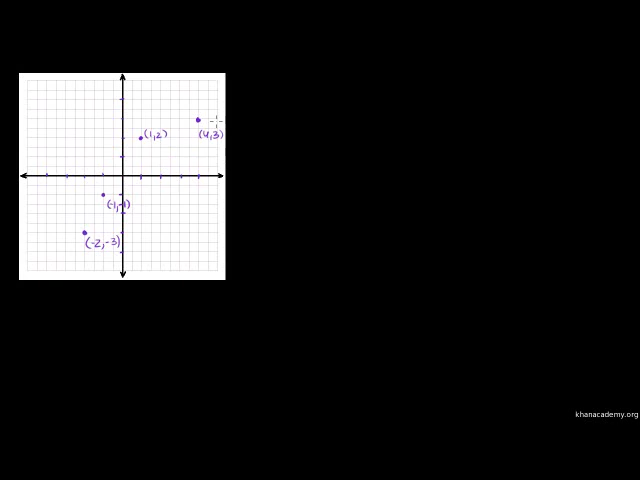 (1,2)
(4,3)
(-1,-1)
(-2,-3)
khanacademy.org